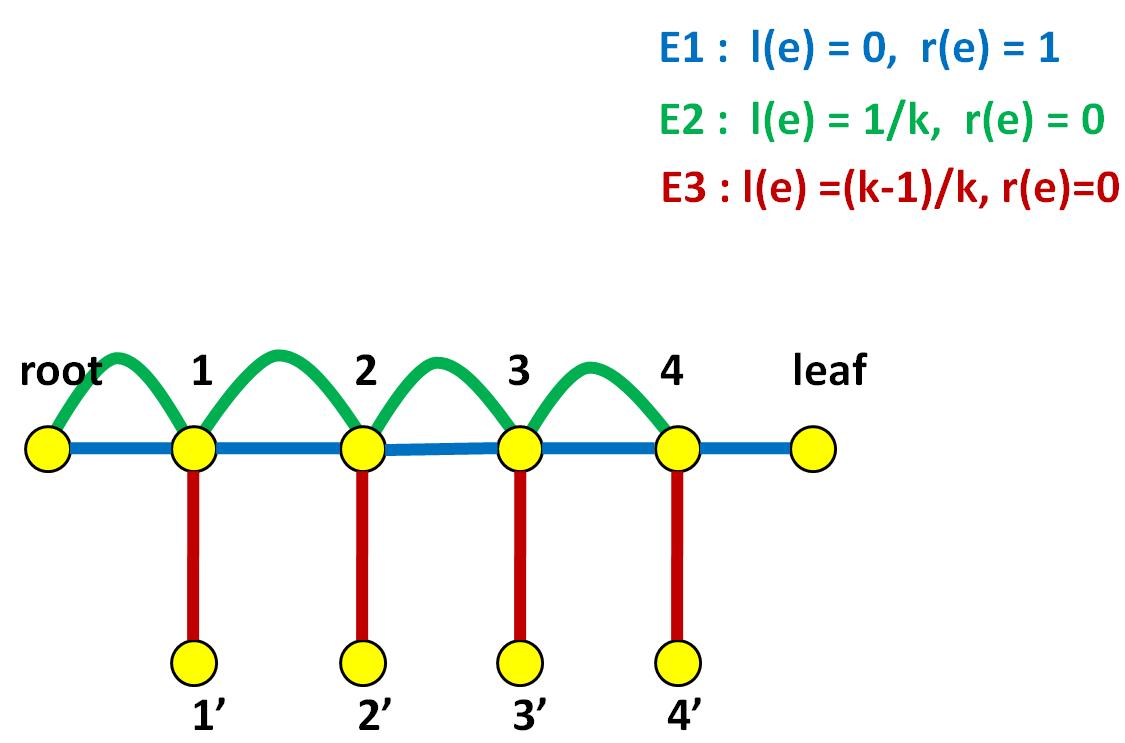 E1 : l(e) = 0, r(e) = 1
E2 : l(e) = 1/k, r(e) = 0
E3 : l(e) =(k-1)/k, r(e)=0
root 1 2 3 4 leaf
1’ 2’ 3’ 4’